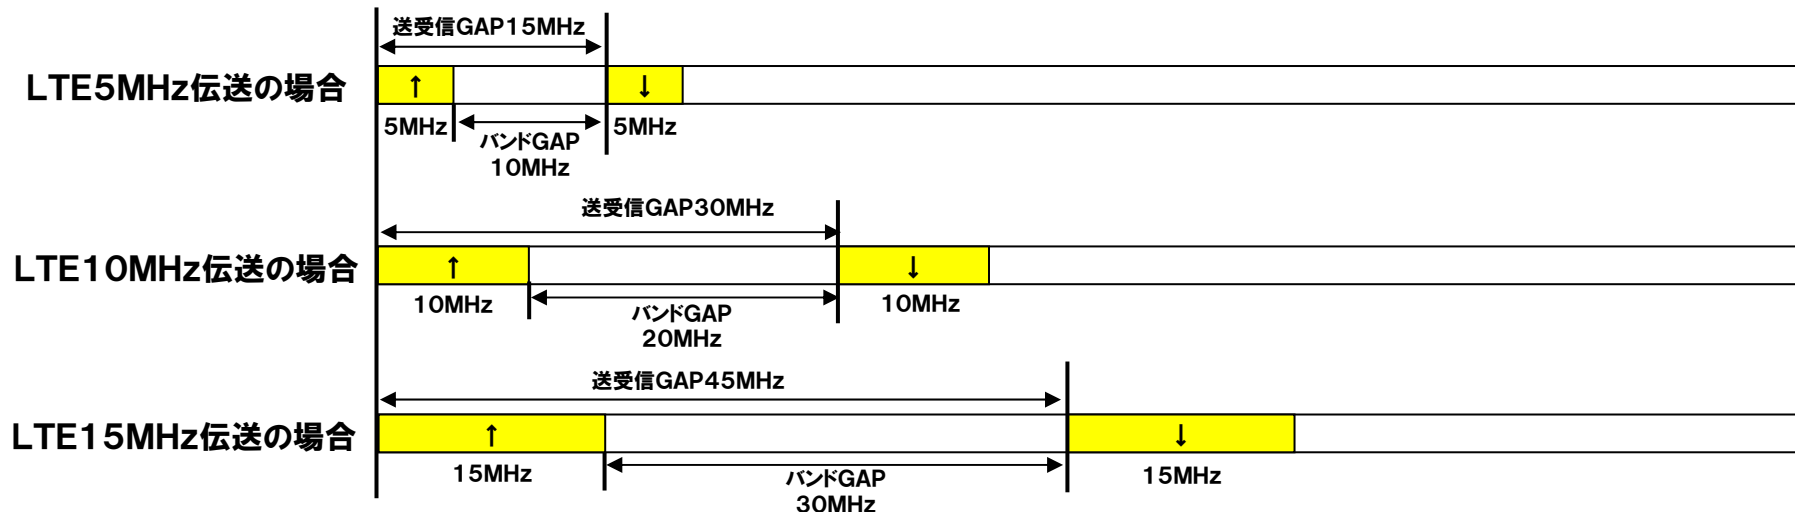 送受信GAP15MHz
LTE5MHz伝送の場合
↑
↓
5MHz
バンドGAP
10MHz
5MHz
送受信GAP30MHz
LTE10MHz伝送の場合
↑
↓
10MHz
バンドGAP
20MHz
10MHz
送受信GAP45MHz
LTE15MHz伝送の場合
↑
↓
15MHz
バンドGAP
30MHz
15MHz